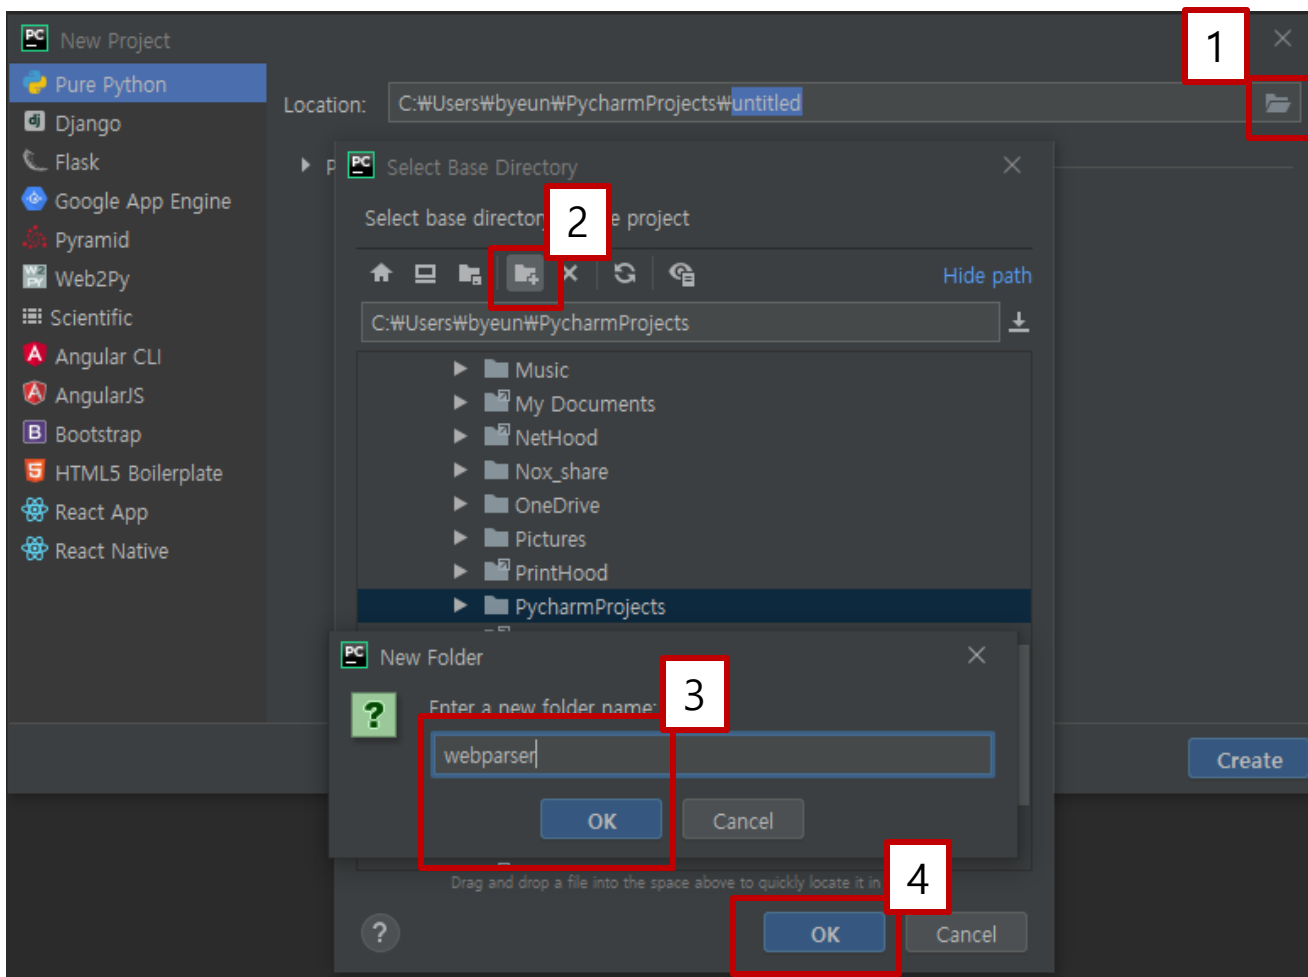 New Project
1
Pure Python
Location:
C:₩Users₩byeun₩PycharmProjects₩untitled
Django
Flask
Google App Engine
Pyramid
Web2Py
Scientific
Angular CLI
AngularJS
Bootstrap
HTML5 Boilerplate
React App
React Native
P
Select Base Directory
2
Select base director e project
Hide path
C:₩Users₩byeun₩PycharmProjects
Music
My Documents
NetHood
Nox_share
OneDrive
Pictures
PrintHood
PycharmProjects
New Folder
3
Enter a new folder name:
webparser
OK
Cancel
Create
4
Drag and drop a file into the space above to quickly locate it in
OK
Cancel